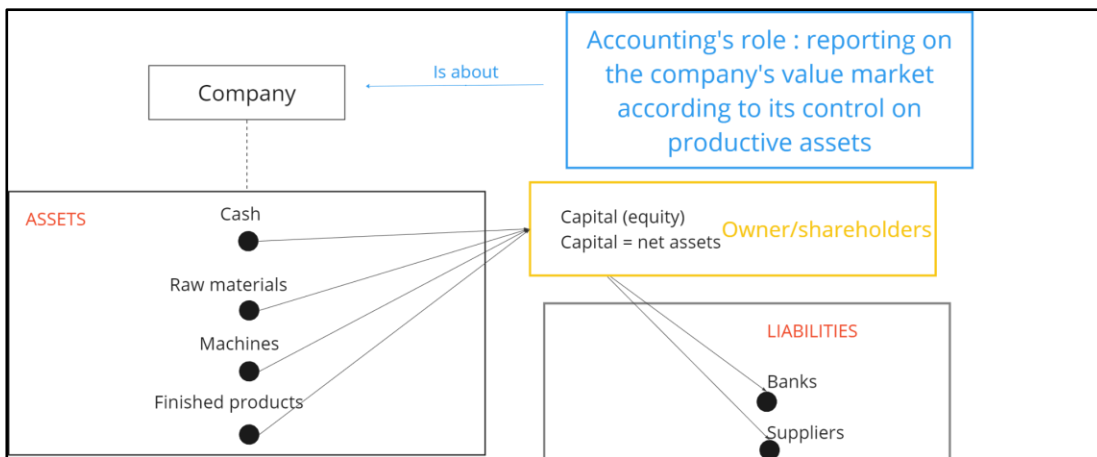 Accounting's role : reporting on
the company's value market
according to its control on
productive assets
Is about
Company
ASSETS
Cash
Raw materials
Machines
Finished products
Capital (equity)
Capital = net assets
Owner/shareholders
LIABILITIES
Banks
Suppliers